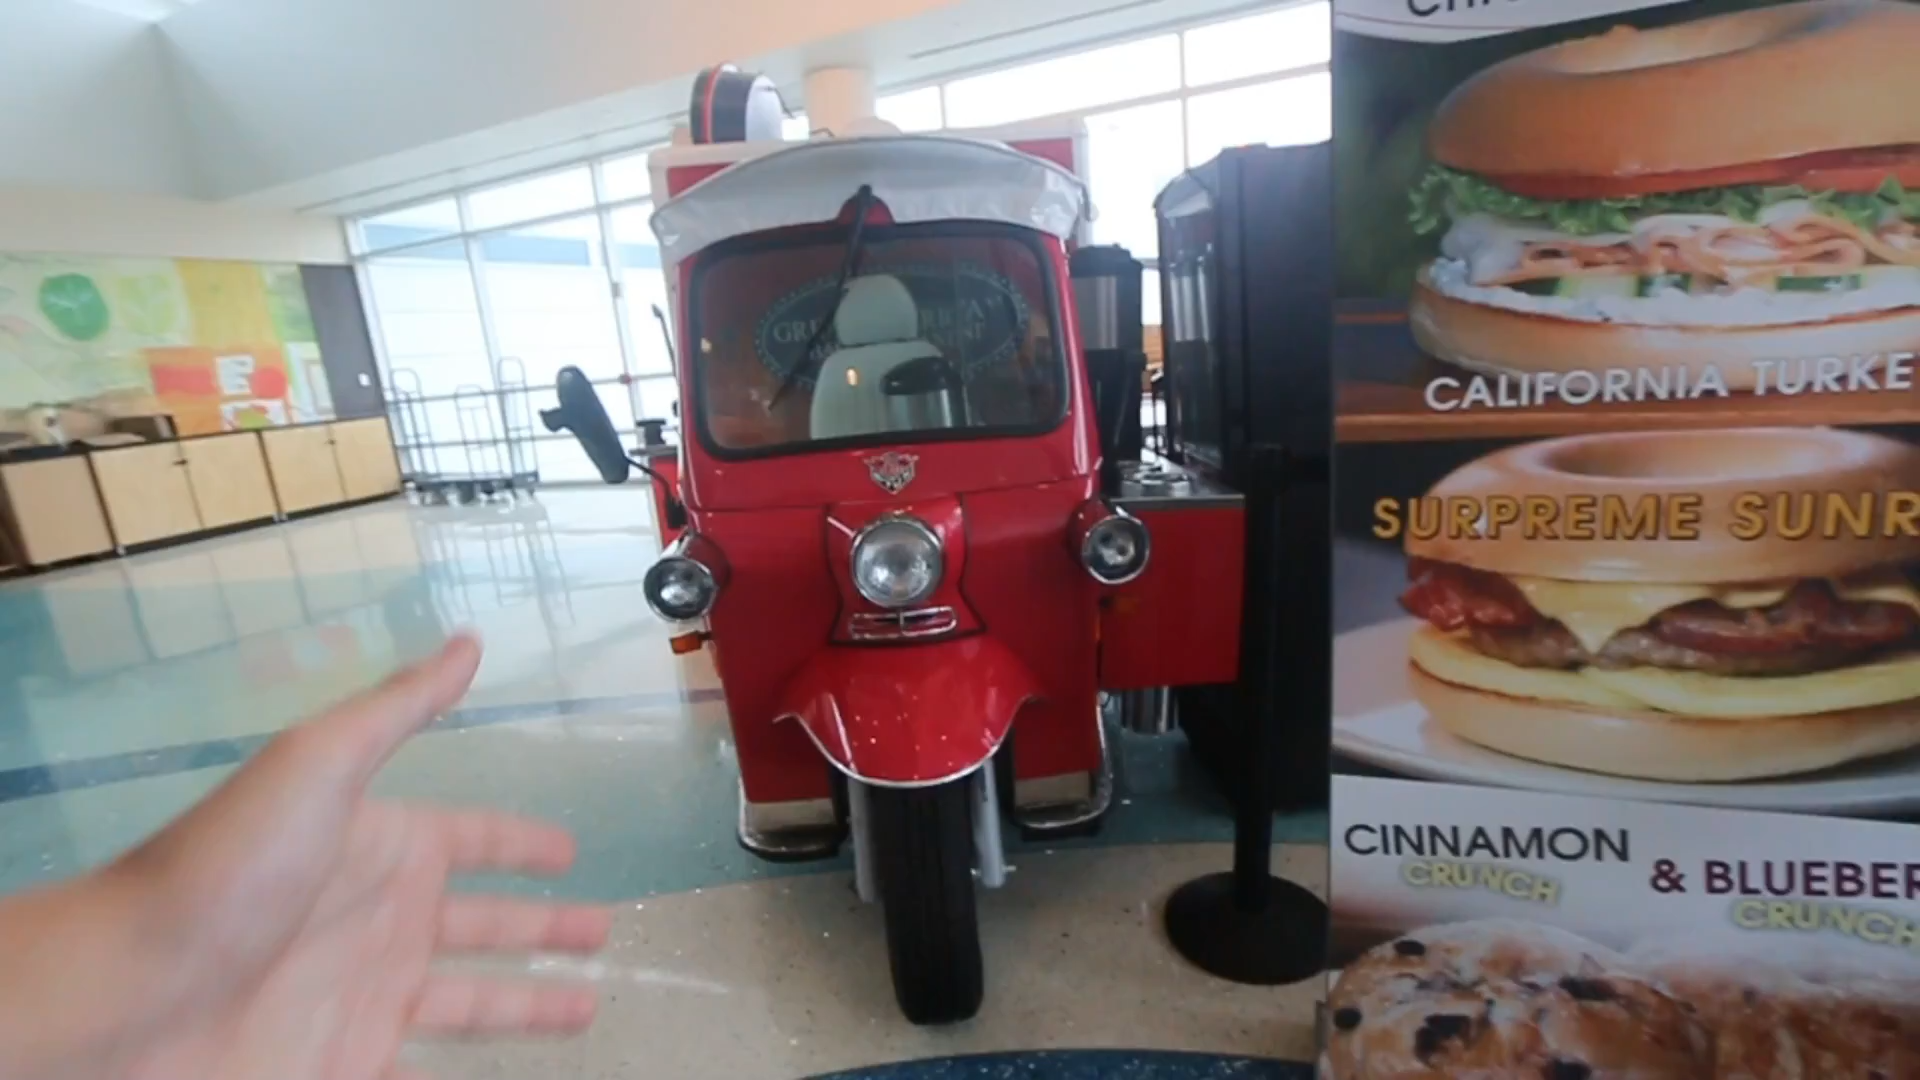 CALIFORNIA TURKE
SURPREME SUNR
CINNAMON
CRUNCH
& BLUEBER
CRUNCH